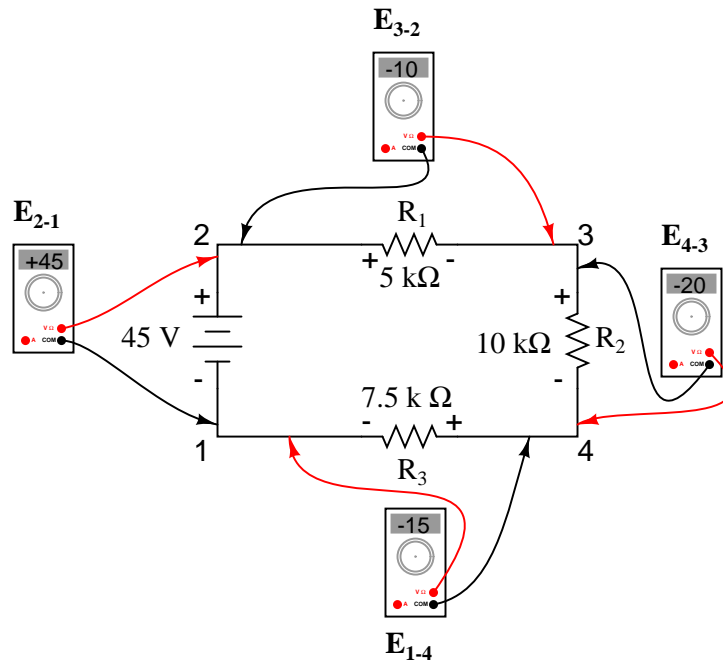 E3-2
-10
V Ω
A COM
E2-1
+45
V Ω
A COM
2
R1
3
+ -
5 kΩ
E4-3
-20
V Ω
A COM
+
45 V
-
+
10 kΩ R2
-
7.5 k Ω
- +
1
R3
4
-15
V Ω
A COM
E1-4